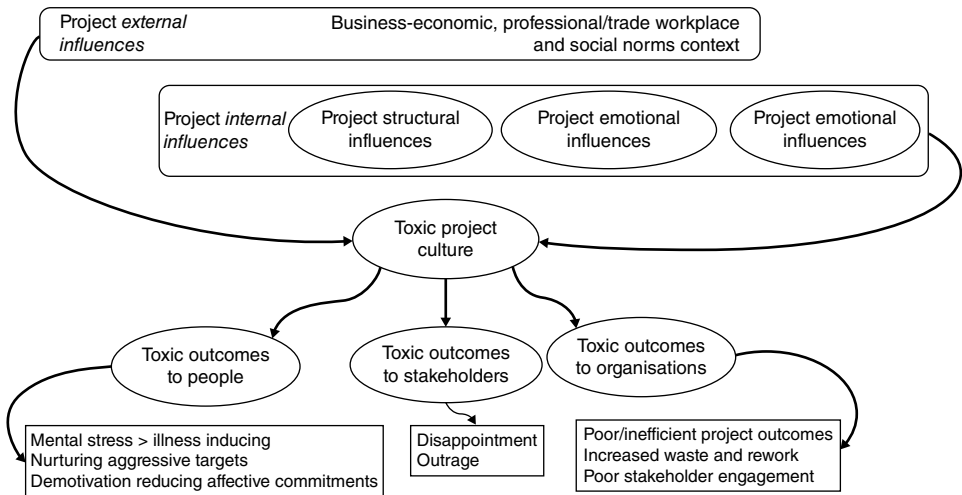 Project external
influences
Business-economic, professional/trade workplace
and social norms context
Project internal
influences
Project structural
influences
Project emotional
influences
Project emotional
influences
Toxic project
culture
Toxic outcomes
to people
Toxic outcomes
to stakeholders
Toxic outcomes
to organisations
Mental stress > illness inducing
Nurturing aggressive targets
Demotivation reducing affective commitments
Disappointment
Outrage
Poor/inefficient project outcomes
Increased waste and rework
Poor stakeholder engagement